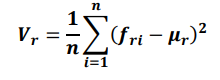 V_r = \frac{1}{n} \sum_{i=1}^{n} (f_{ri} - \mu_r)^2